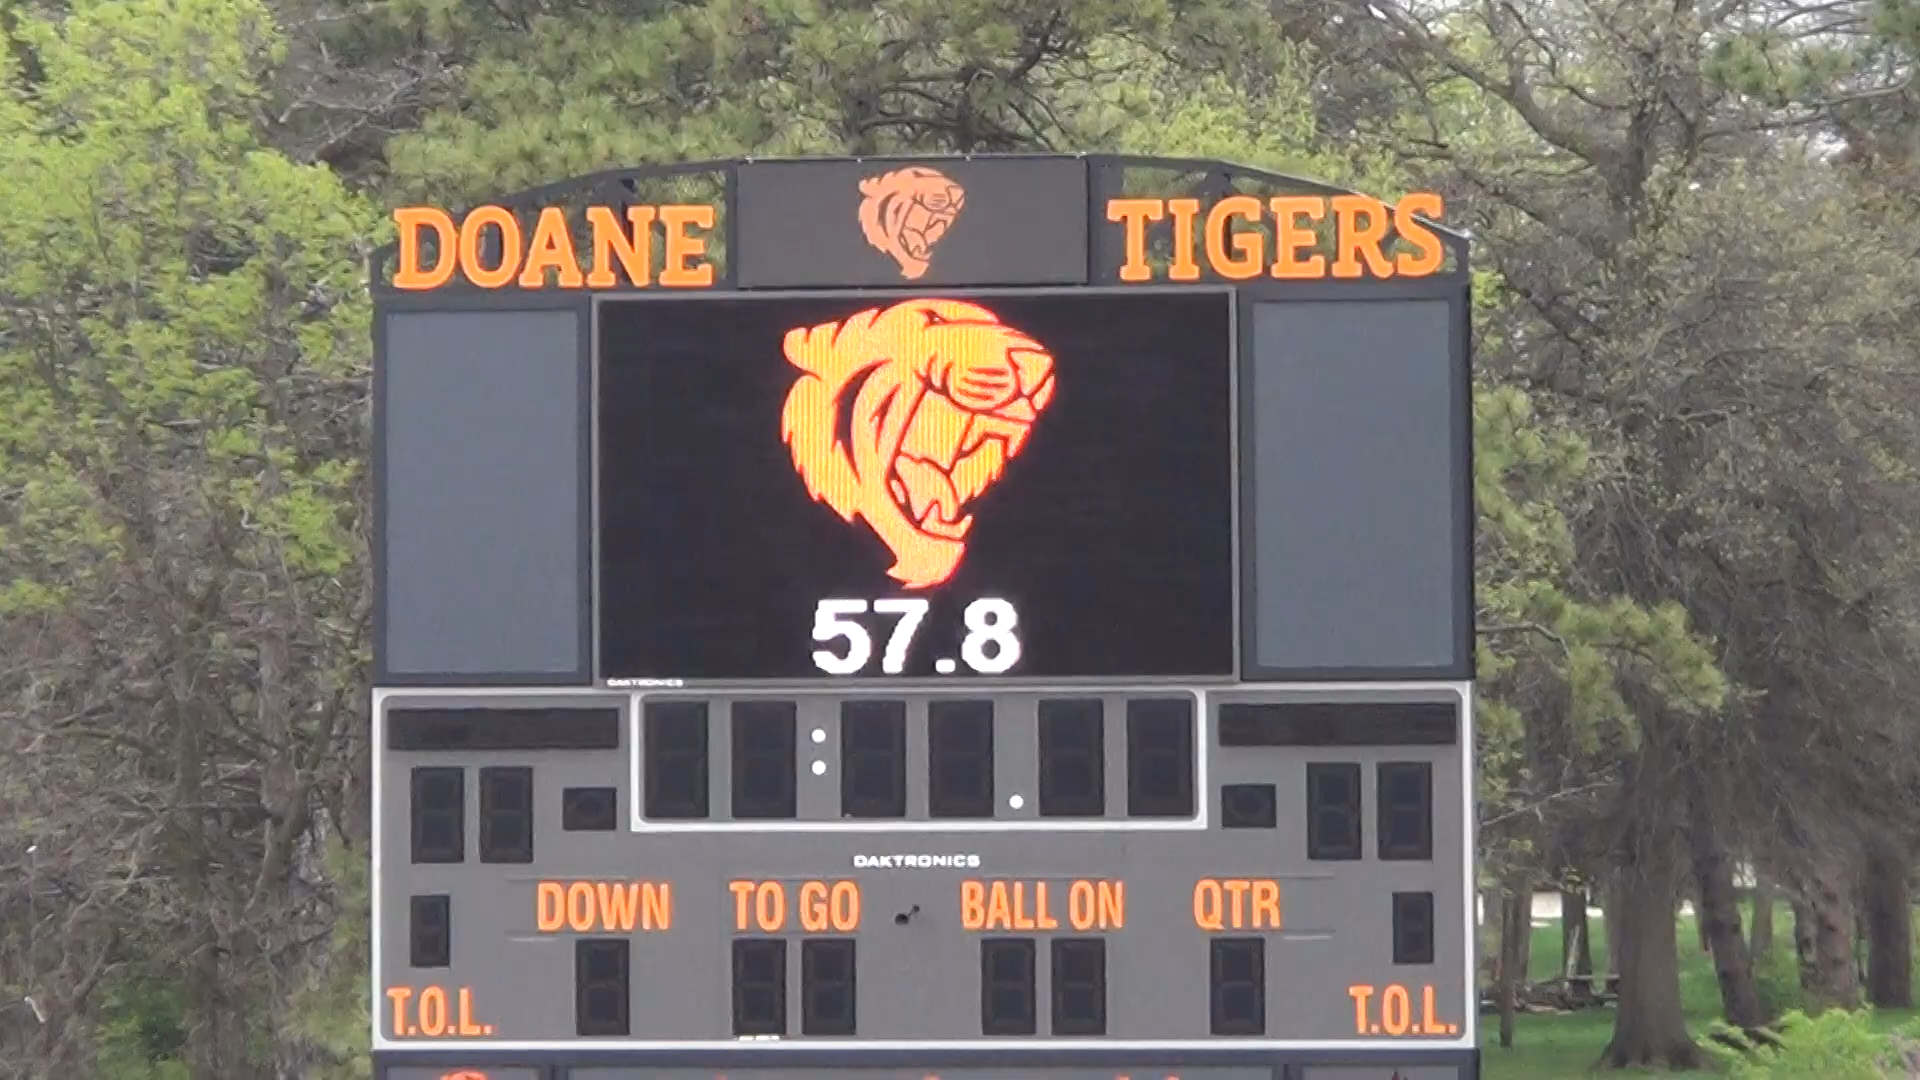 DOANE TIGERS
57.8
DAKTRONICS
DAKTRONICS
DOWN TO GO BALL ON QTR
T.O.L. T.O.L.